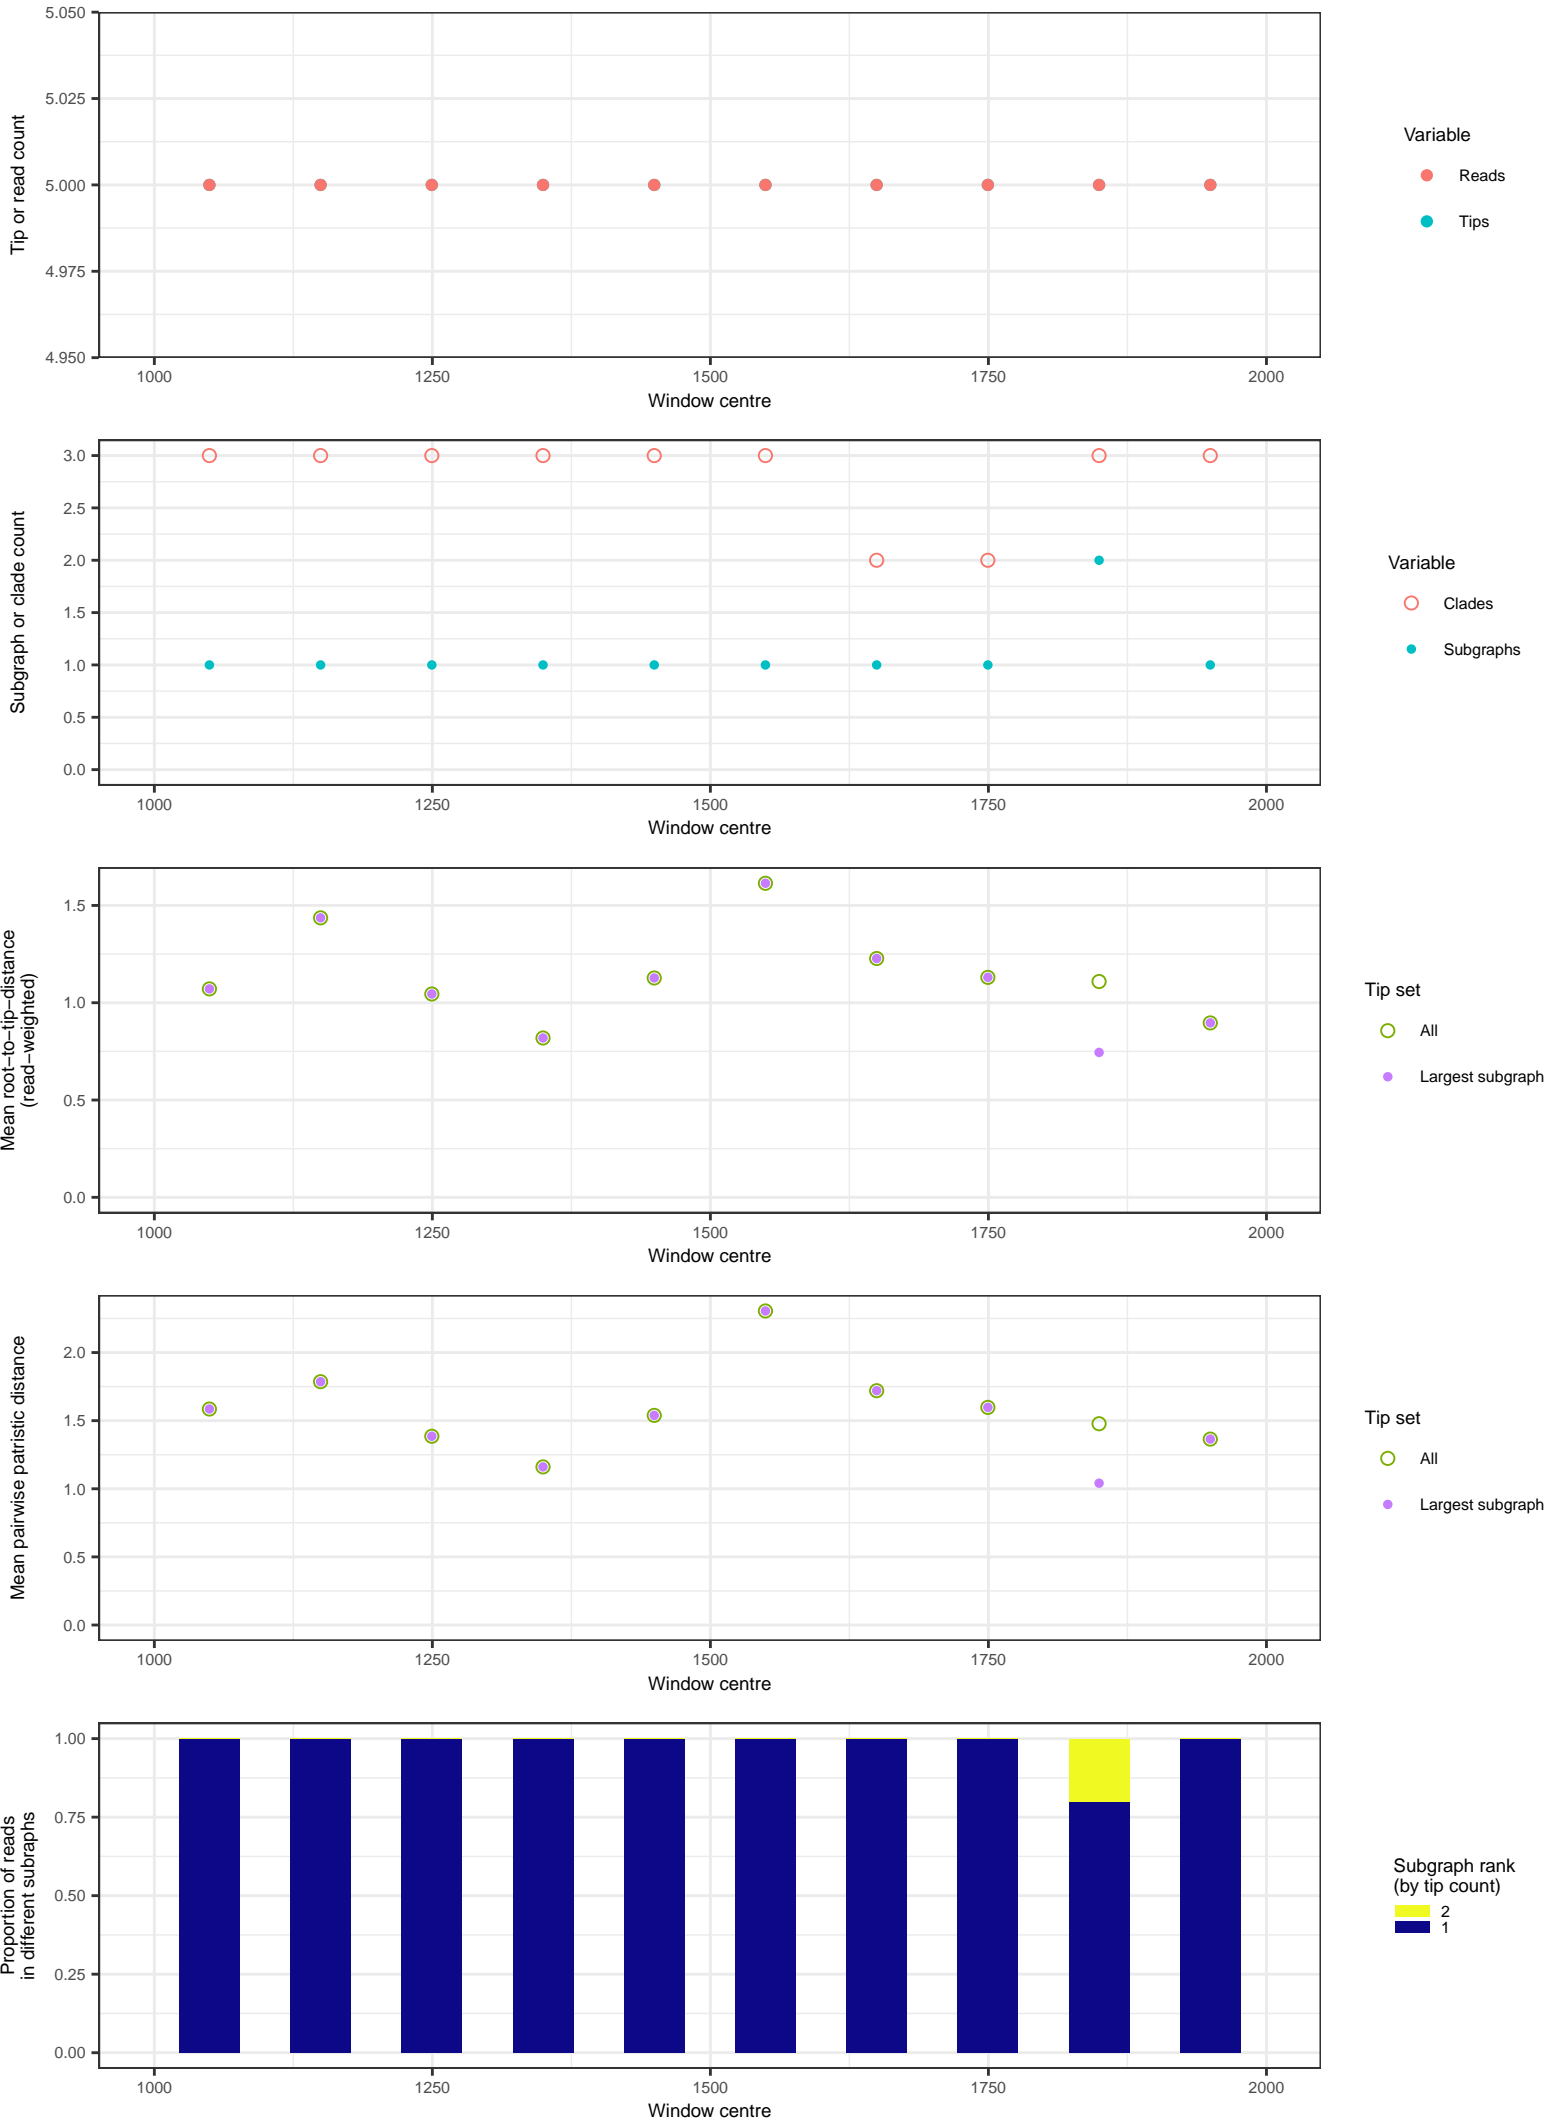 5.050
5.025
5.000
4.975
4.950
Tip or read count
1000 1250 1500 1750 2000
Window centre
Variable
Reads
Tips
3.0
2.5
2.0
1.5
1.0
0.5
0.0
Subgraph or clade count
1000 1250 1500 1750 2000
Window centre
Variable
Clades
Subgraphs
1.5
1.0
0.5
0.0
Mean root−to−tip−distance
(read−weighted)
1000 1250 1500 1750 2000
Window centre
Tip set
All
Largest subgraph
2.0
1.5
1.0
0.5
0.0
Mean pairwise patristic distance
1000 1250 1500 1750 2000
Window centre
Tip set
All
Largest subgraph
1.00
0.75
0.50
0.25
0.00
Proportion of reads
in different subraphs
1000 1250 1500 1750 2000
Window centre
Subgraph rank
(by tip count)
2
1